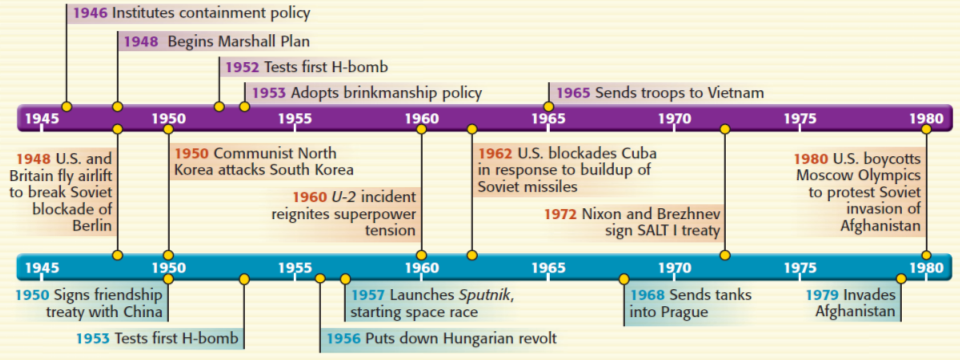 1946 Institutes containment policy
1948 Begins Marshall Plan
1952 Tests first H-bomb
1953 Adopts brinkmanship policy
1965 Sends troops to Vietnam
1945 1950 1955 1960 1965 1970 1975 1980
1948 U.S. and
Britain fly airlift
to break Soviet
blockade of
Berlin
1950 Communist North
Korea attacks South Korea
1960 U-2 incident
reignites superpower
tension
1962 U.S. blockades Cuba
in response to buildup of
Soviet missiles
1972 Nixon and Brezhnev
sign SALT I treaty
1980 U.S. boycotts
Moscow Olympics
to protest Soviet
invasion of
Afghanistan
1945 1950 1955 1960 1965 1970 1975 1980
1950 Signs friendship
treaty with China
1953 Tests first H-bomb
1957 Launches Sputnik,
starting space race
1956 Puts down Hungarian revolt
1968 Sends tanks
into Prague
1979 Invades
Afghanistan